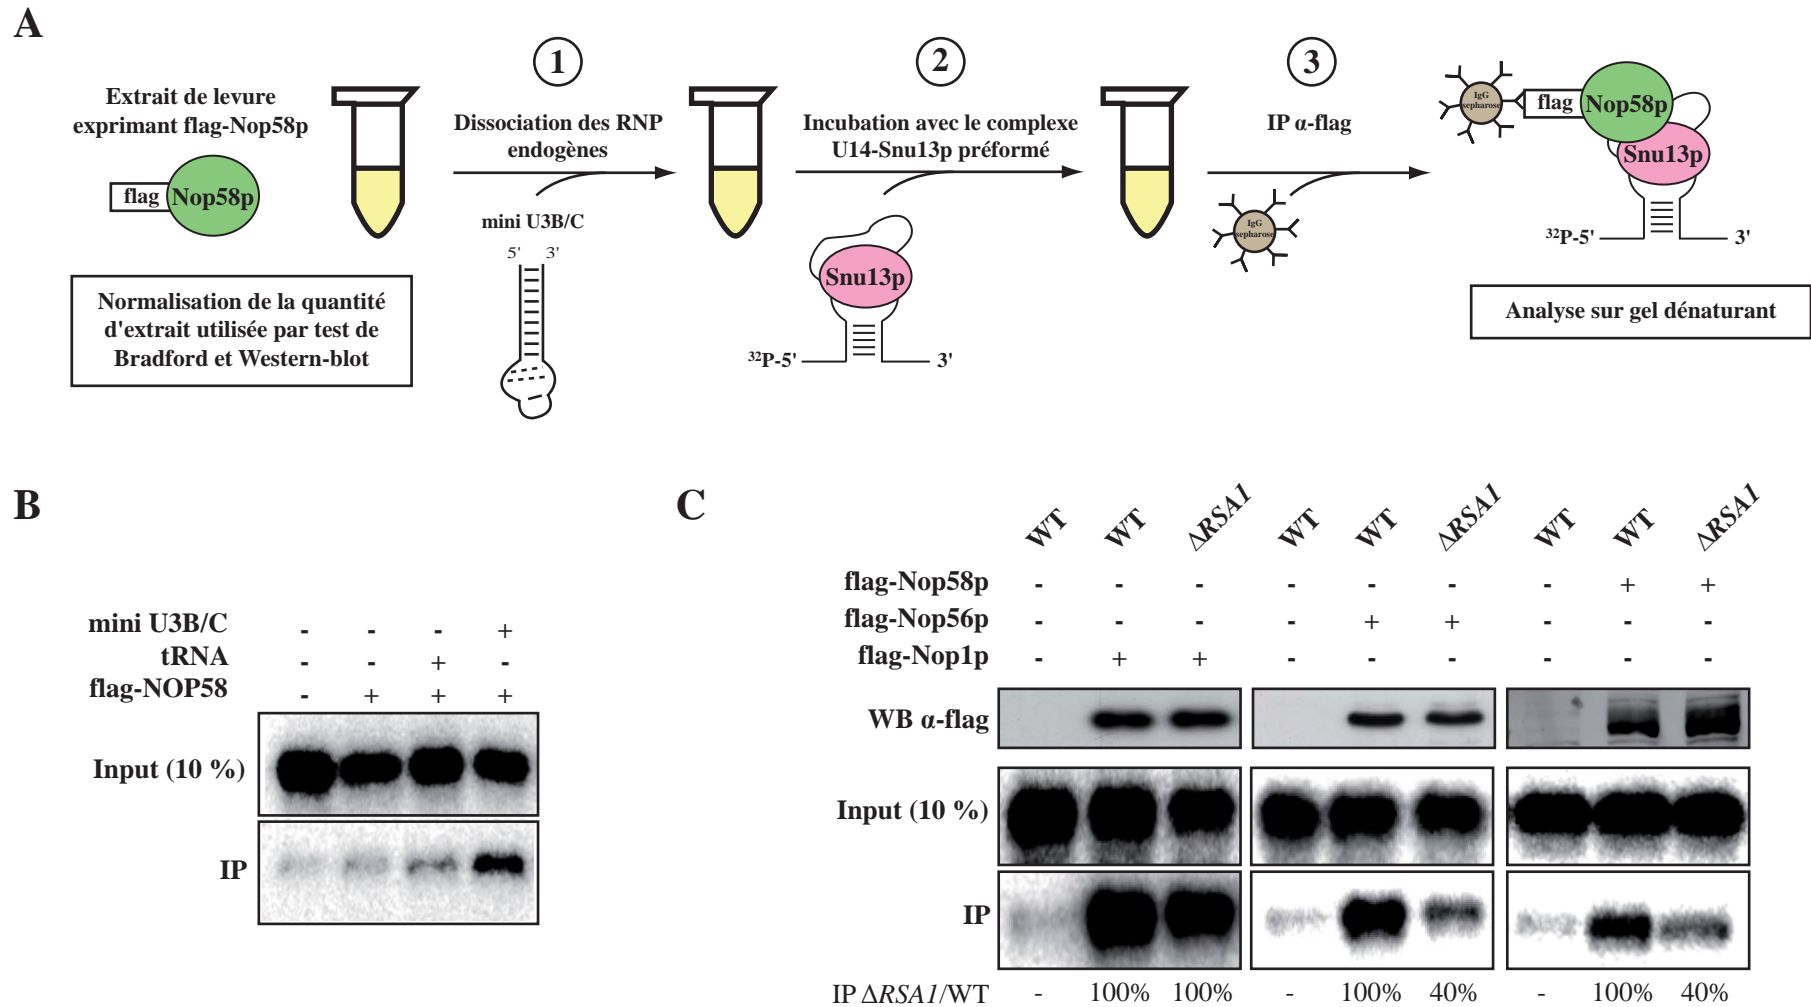 A
Extrait de levure
exprimant flag-Nop58p
flag Nop58p
Normalisation de la quantité
d'extrait utilisée par test de
Bradford et Western-blot
1
Dissociation des RNP
endogènes
mini U3B/C
5' 3'
2
Incubation avec le complexe
U14-Snu13p préformé
Snu13p
32P-5' 3'
3
IP α-flag
IgG
sepharose
IgG
sepharose
flag Nop58p
Snu13p
32P-5' 3'
Analyse sur gel dénaturant
B
mini U3B/C - - - +
tRNA - - + -
flag-NOP58 - + + +
Input (10 %)
IP
C
WT WT ΔRSA1 WT WT ΔRSA1 WT WT ΔRSA1
flag-Nop58p - - - - - - - + +
flag-Nop56p - - - - + + - - -
flag-Nop1p - + + - - - - - -
WB α-flag
Input (10 %)
IP
IP ΔRSA1/WT - 100% 100% - 100% 40% - 100% 40%